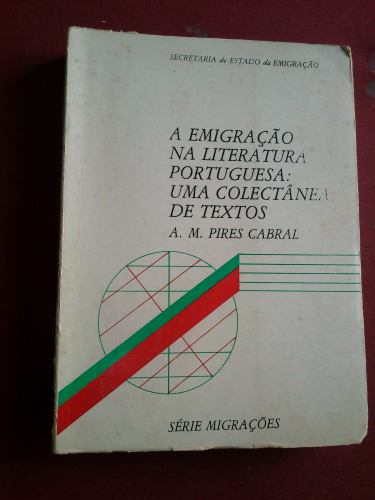 SECRETARIA de ESTADO da EMIGRAÇÃO
A EMIGRAÇÃO
NA LITERATURA
PORTUGUESA:
UMA COLECTÂNEA
DE TEXTOS
A. M. PIRES CABRAL
SÉRIE MIGRAÇÕES